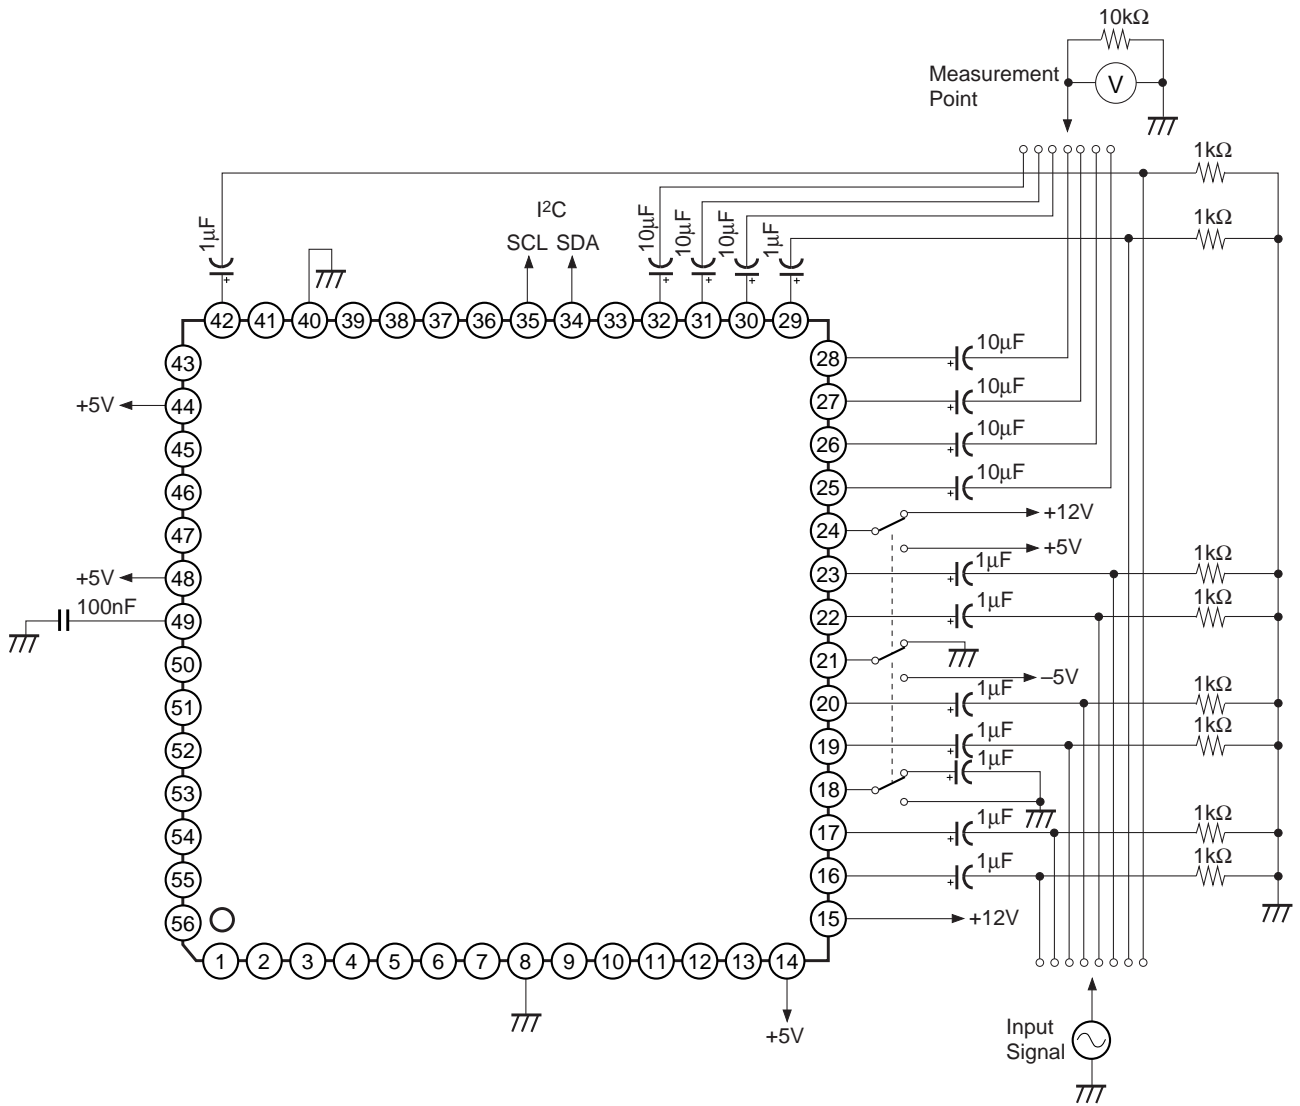 10kΩ
Measurement
Point
V
1kΩ
1µF
I²C
SCL SDA
10µF
10µF
10µF
1µF
1kΩ
42 41 40 39 38 37 36 35 34 33 32 31 30 29
43
44
+5V
45
46
47
48
+5V
49
100nF
50
51
52
53
54
55
56
28
10µF
27
10µF
26
10µF
25
10µF
24
+12V
+5V
23
1µF
1kΩ
22
1µF
1kΩ
21
–5V
20
1µF
1kΩ
19
1µF
1kΩ
18
1µF
17
1µF
1kΩ
16
1µF
1kΩ
15
+12V
1 2 3 4 5 6 7 8 9 10 11 12 13 14
+5V
Input
Signal